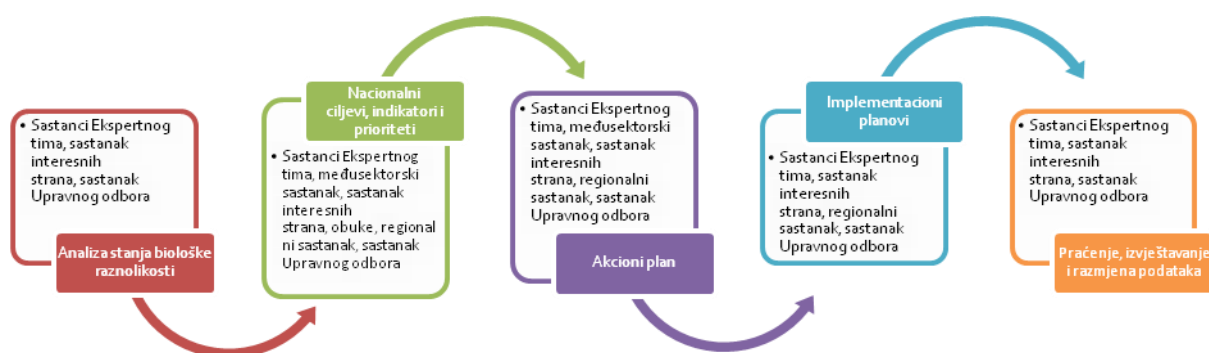 • Sastanci Ekspertnog
tima, sastanak
interesnih
strana, sastanak
Upravnog odbora
Analiza stanja biološke
raznolikosti
Nacionalni
ciljevi, indikatori i
prioriteti
• Sastanci Ekspertnog
tima, međusektorski
sastanak, sastanak
interesnih
strana, obuke, regional
ni sastanak, sastanak
Upravnog odbora
• Sastanci Ekspertnog
tima, međusektorski
sastanak, sastanak
interesnih
strana, regionalni
sastanak, sastanak
Upravnog odbora
Akcioni plan
Implementacioni
planovi
• Sastanci Ekspertnog
tima, sastanak
interesnih
strana, regionalni
sastanak, sastanak
Upravnog odbora
• Sastanci Ekspertnog
tima, sastanak
interesnih
strana, sastanak
Upravnog odbora
Praćenje, izvještavanje
i razmjena podataka